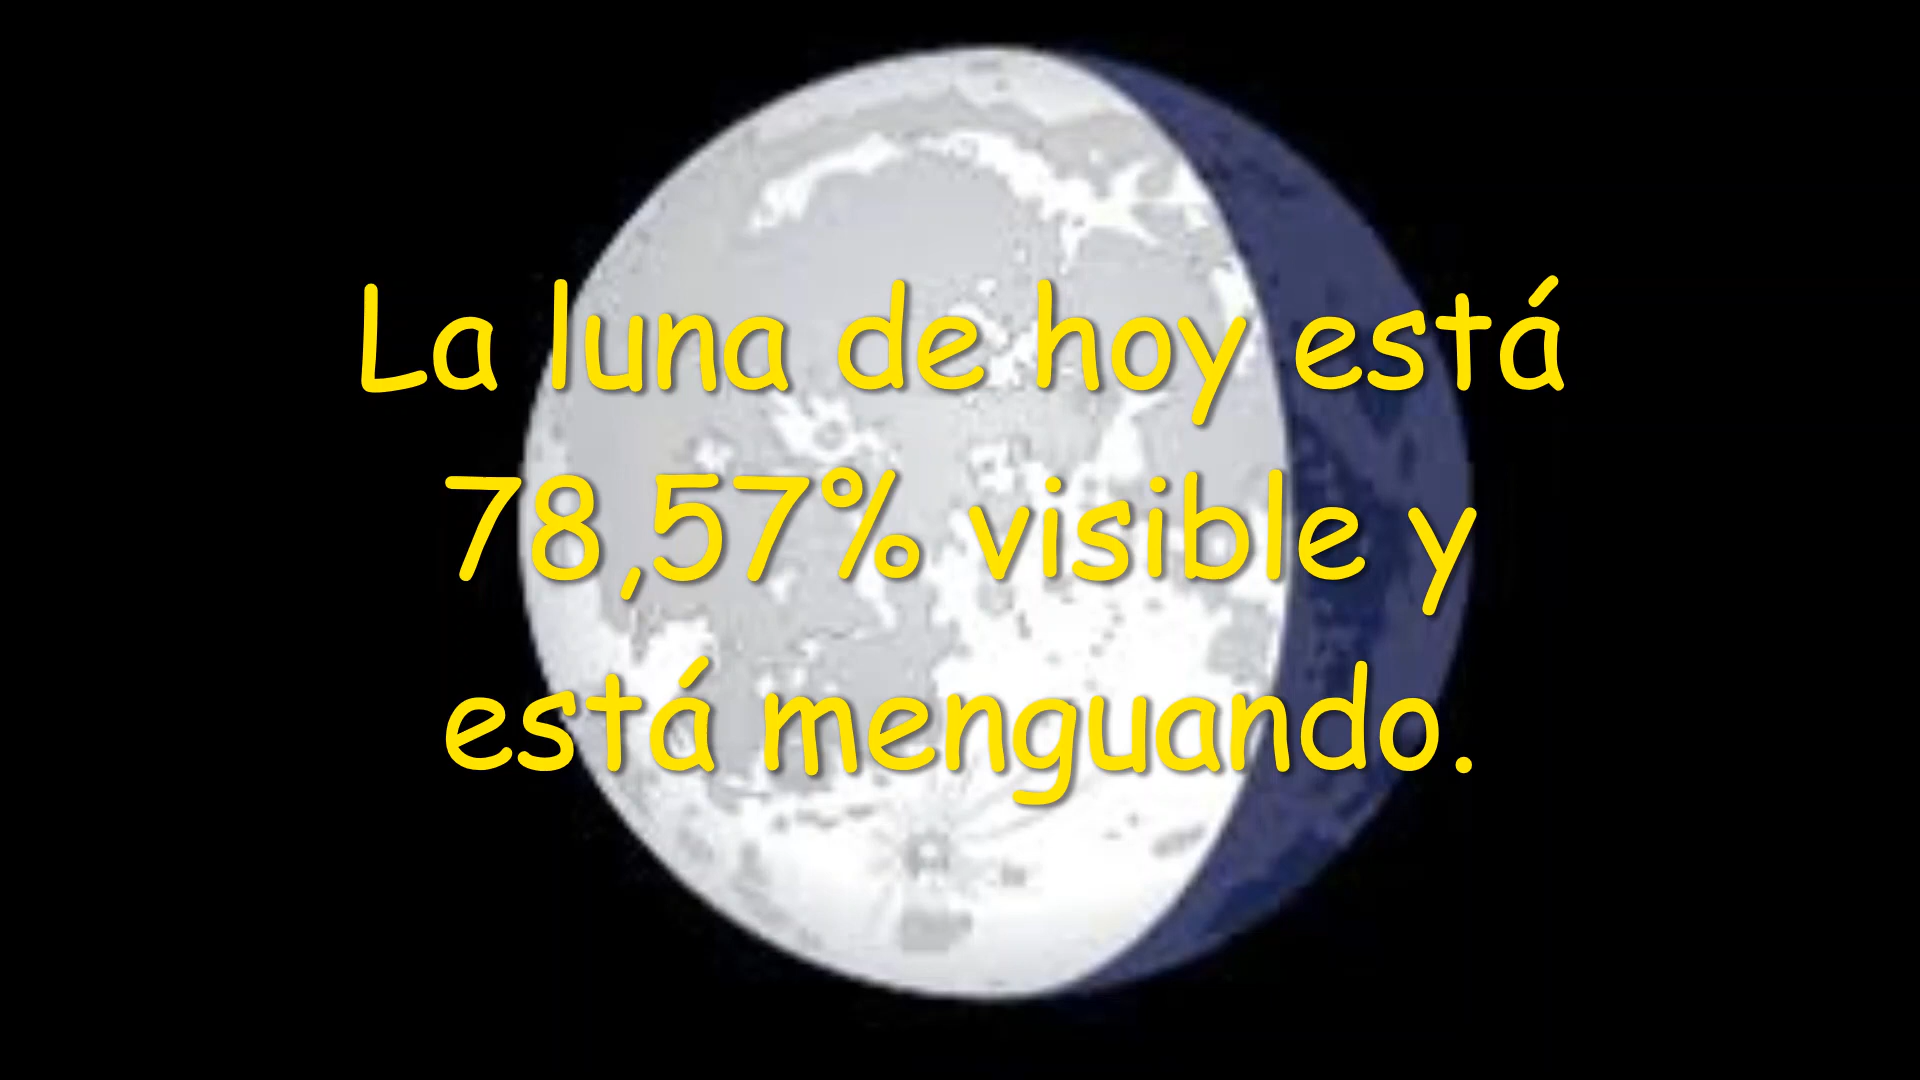 La luna de hoy está
78,57% visible y
está menguando.